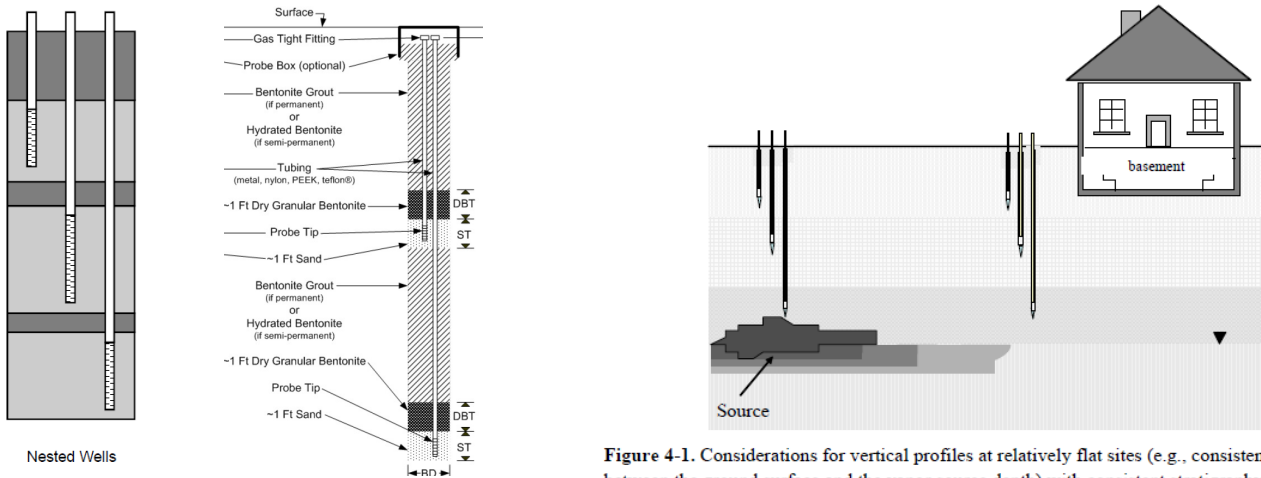 Nested Wells
Surface
Gas Tight Fitting
Probe Box (optional)
Bentonite Grout
(if permanent)
or
Hydrated Bentonite
(if semi-permanent)
Tubing
(metal, nylon, PEEK, teflon®)
~1 Ft Dry Granular Bentonite
DBT
Probe Tip
ST
~1 Ft Sand
Bentonite Grout
(if permanent)
or
Hydrated Bentonite
(if semi-permanent)
~1 Ft Dry Granular Bentonite
Probe Tip
DBT
~1 Ft Sand
ST
BD
basement
Source
Figure 4-1. Considerations for vertical profiles at relatively flat sites (e.g., consisten